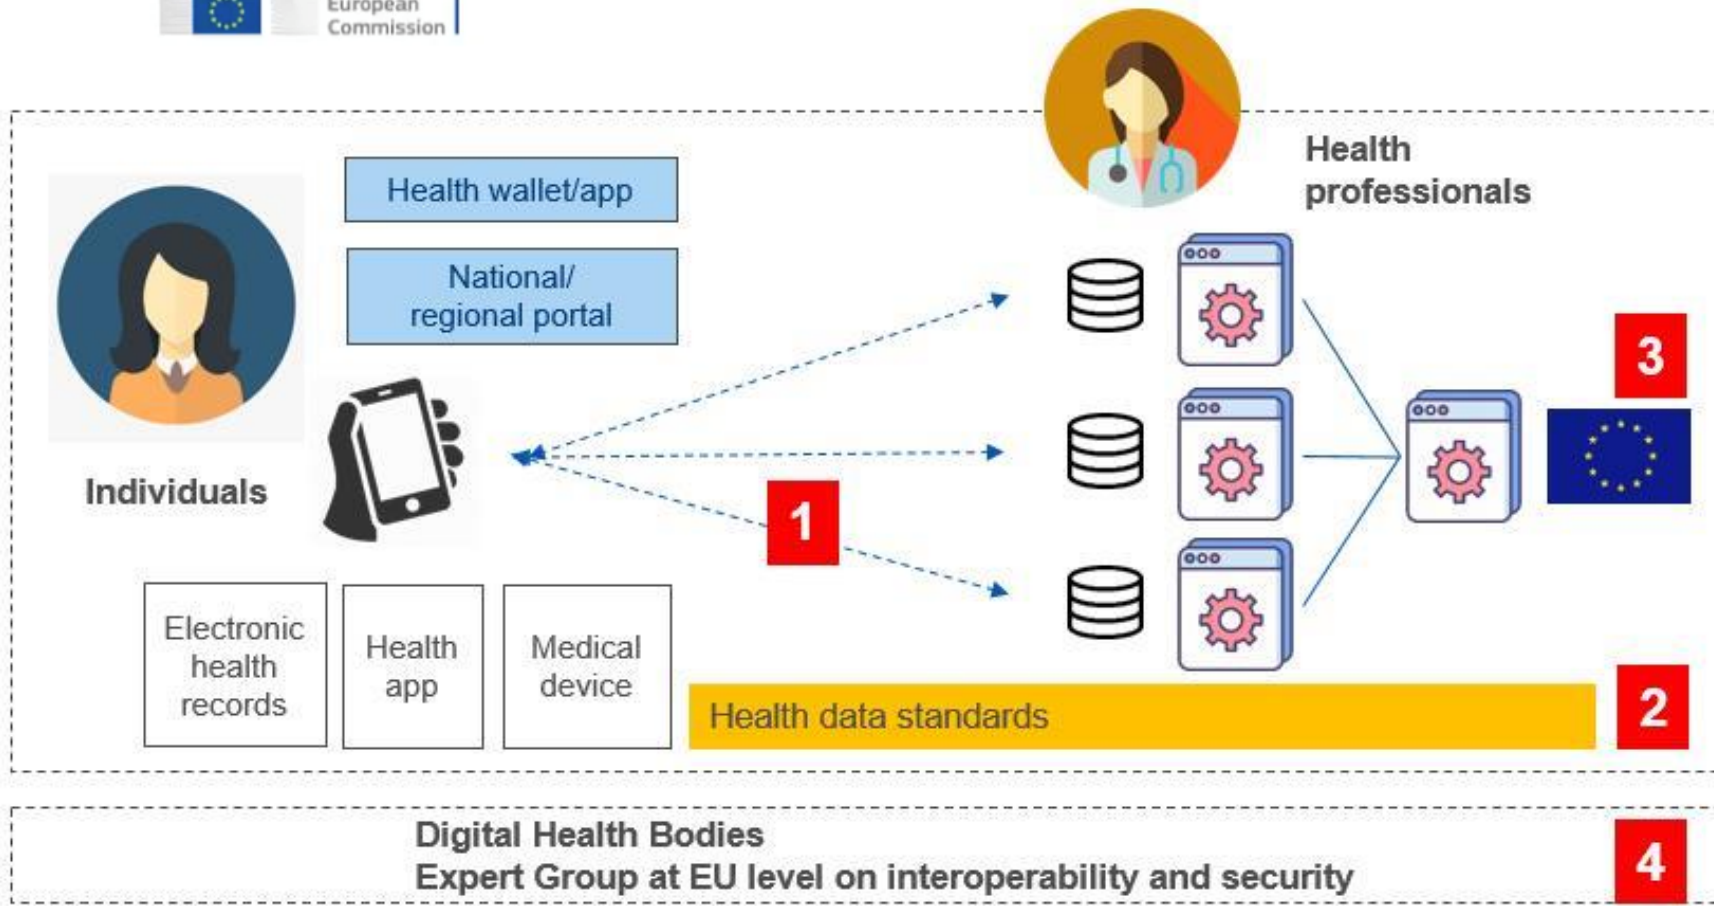 European
Commission
Health
professionals
Health wallet/app
National/
regional portal
3
Individuals
1
Electronic
health
records
Health
app
Medical
device
Health data standards
2
Digital Health Bodies
Expert Group at EU level on interoperability and security
4